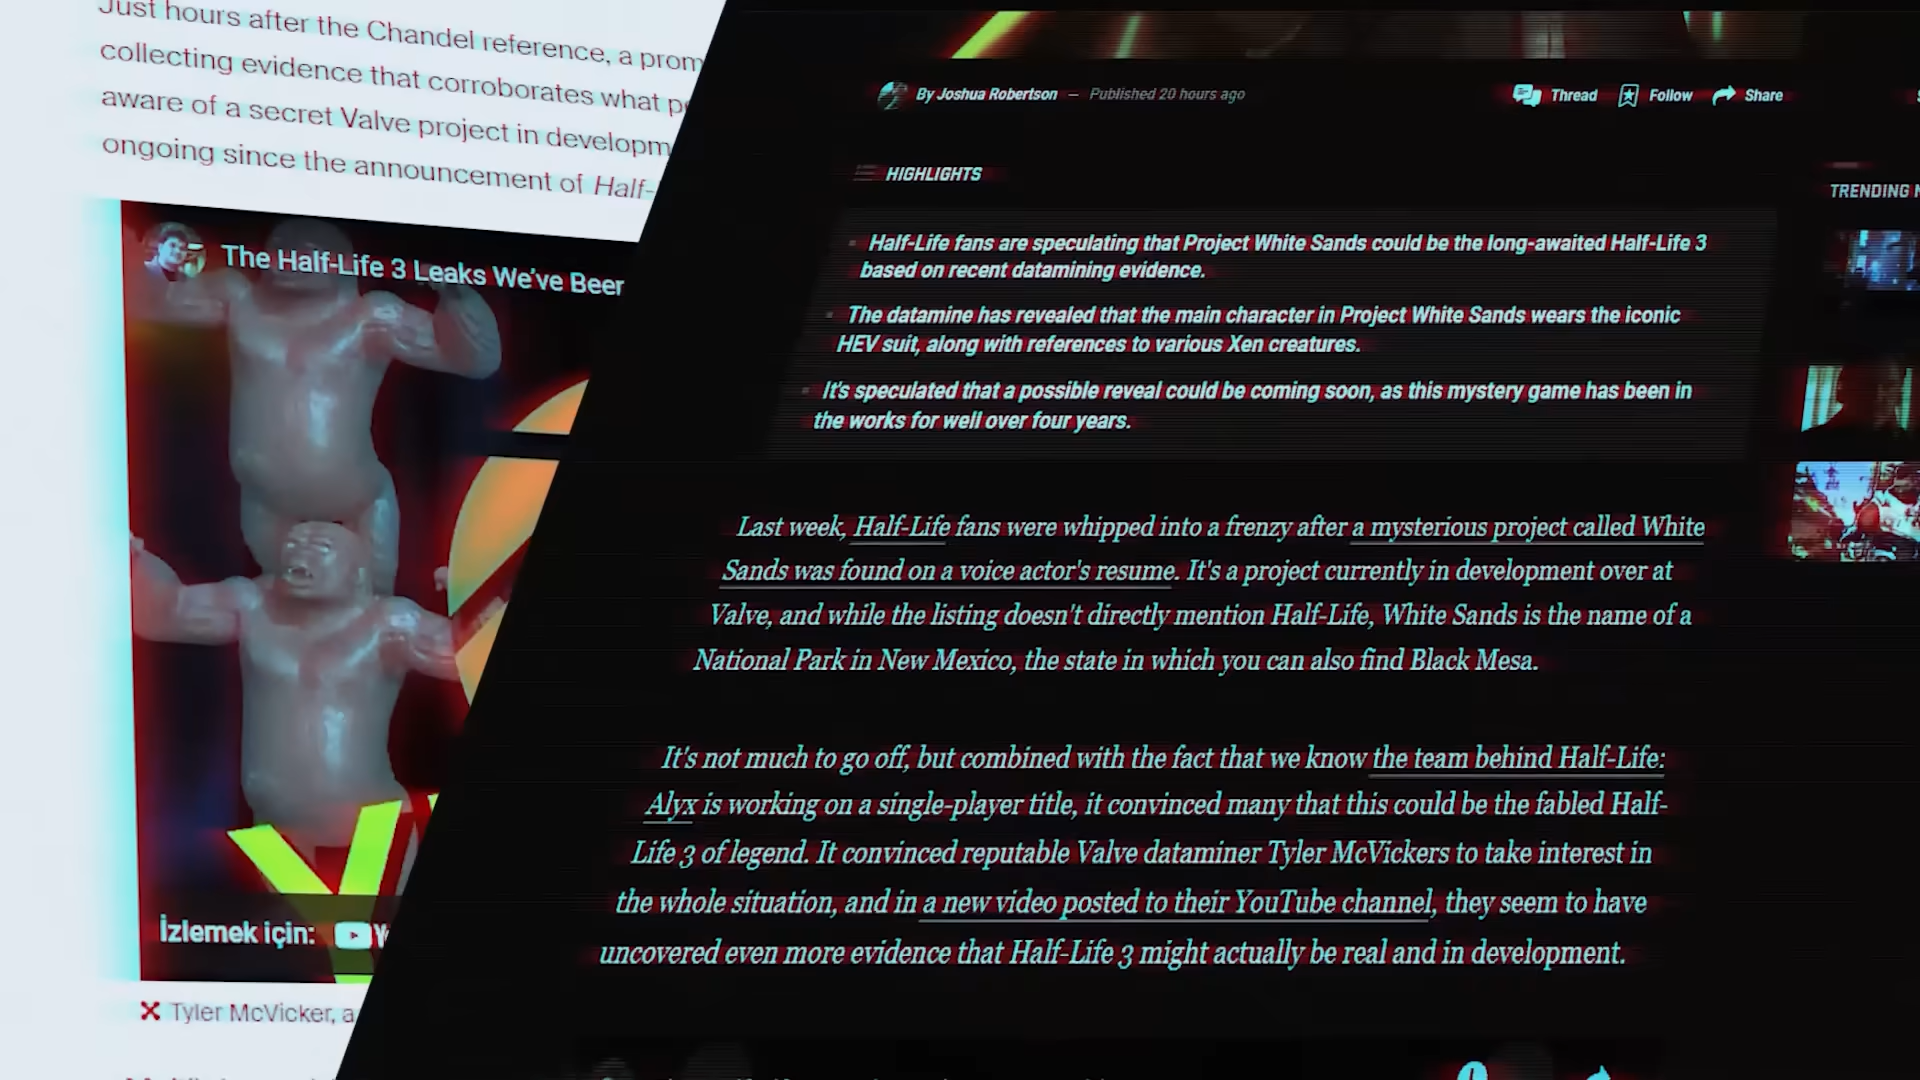 Just hours after the Chandel reference, a prom
collecting evidence that corroborates what pe
aware of a secret Valve project in developm
ongoing since the announcement of Half-
The Half-Life 3 Leaks We've Beer
İzlemek için:
Tyler McVicker, a
By Joshua Robertson — Published 20 hours ago
Thread Follow Share
HIGHLIGHTS
Half-Life fans are speculating that Project White Sands could be the long-awaited Half-Life 3
based on recent datamining evidence.
The datamine has revealed that the main character in Project White Sands wears the iconic
HEV suit, along with references to various Xen creatures.
It's speculated that a possible reveal could be coming soon, as this mystery game has been in
the works for well over four years.
Last week, Half-Life fans were whipped into a frenzy after a mysterious project called White
Sands was found on a voice actor's resume. It's a project currently in development over at
Valve, and while the listing doesn't directly mention Half-Life, White Sands is the name of a
National Park in New Mexico, the state in which you can also find Black Mesa.
It's not much to go off, but combined with the fact that we know the team behind Half-Life:
Alyx is working on a single-player title, it convinced many that this could be the fabled Half-
Life 3 of legend. It convinced reputable Valve dataminer Tyler McVickers to take interest in
the whole situation, and in a new video posted to their YouTube channel, they seem to have
uncovered even more evidence that Half-Life 3 might actually be real and in development.
TRENDING